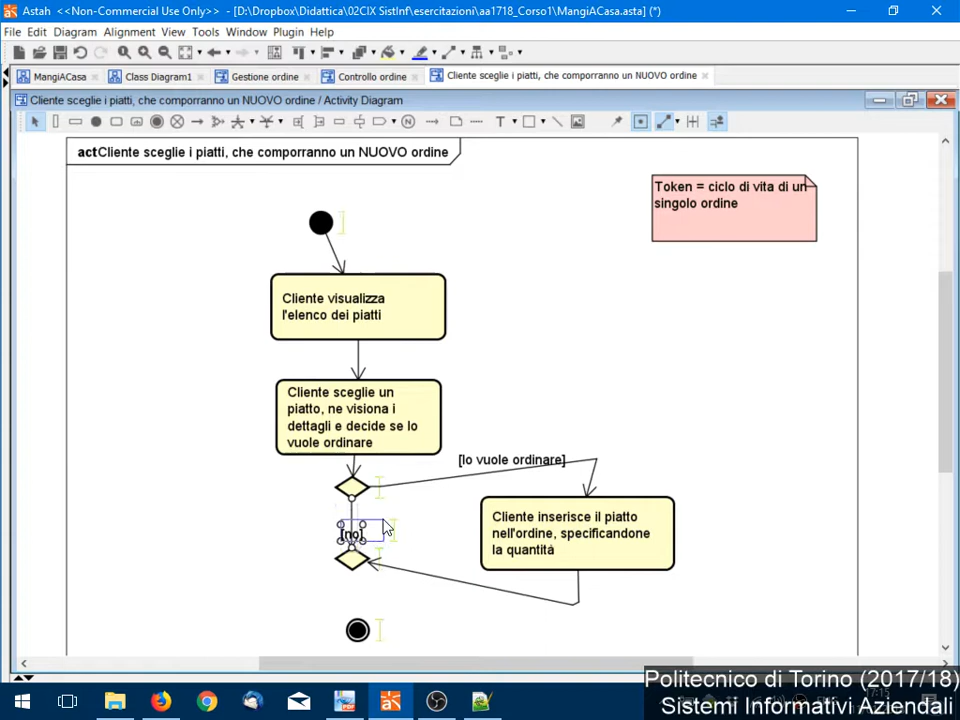 Astah <<Non-Commercial Use Only>> - [D:\Dropbox\Didattica\02CIX SistInf\esercitazioni\aa1718_Corso1\MangiACasa.asta] (*)
File Edit Diagram Alignment View Tools Window Plugin Help
MangiACasa Class Diagram1 Gestione ordine Controllo ordine Cliente sceglie i piatti, che comporranno un NUOVO ordine
Cliente sceglie i piatti, che comporranno un NUOVO ordine / Activity Diagram
actCliente sceglie i piatti, che comporranno un NUOVO ordine
Token = ciclo di vita di un
singolo ordine
Cliente visualizza
l'elenco dei piatti
Cliente sceglie un
piatto, ne visiona i
dettagli e decide se lo
vuole ordinare
[lo vuole ordinare]
[no]
Cliente inserisce il piatto
nell'ordine, specificandone
la quantità
Politecnico di Torino (2017/18)
17:15
Sistemi Informativi Aziendali